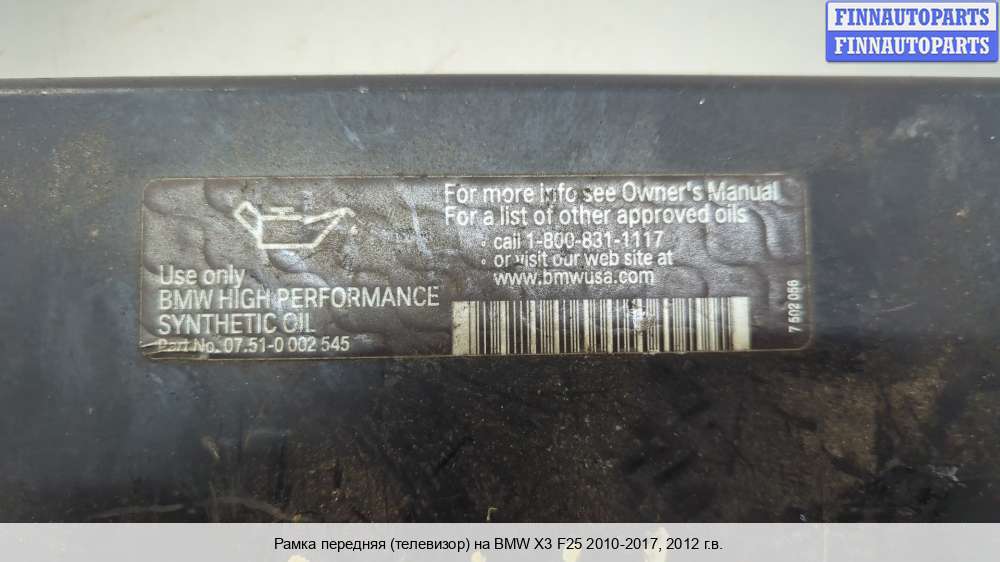 FINNAUTOPARTS
FINNAUTOPARTS
For more info see Owner's Manual
For a list of other approved oils
• call 1-800-831-1117
• or visit our web site at
www.bmwusa.com
Use only
BMW HIGH PERFORMANCE
SYNTHETIC OIL
Part No. 07.51-0 002 545
7 502 056
Рамка передняя (телевизор) на BMW X3 F25 2010-2017, 2012 г.в.